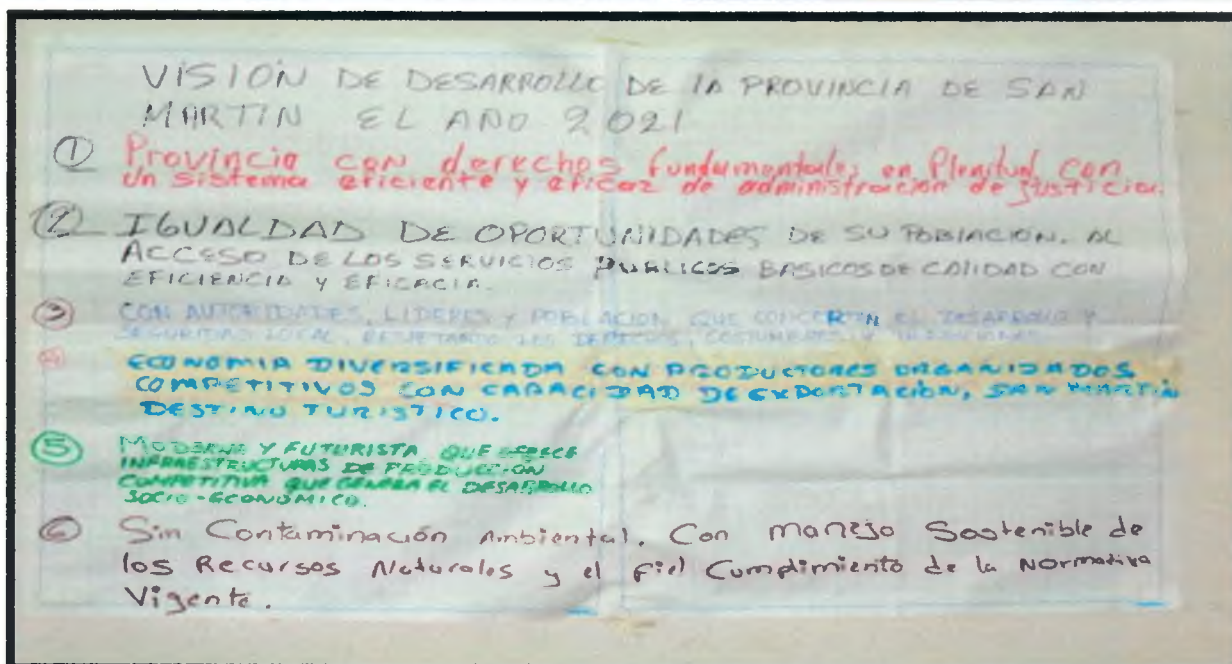 VISION DE DESARROLLO DE LA PROVINCIA DE SAN
MARTIN EL AÑO 2021
① Provincia con derechos fundamentales en Plenitud con
un sistema eficiente y eficaz de administración de justicia.
② IGUALDAD DE OPORTUNIDADES DE SU POBLACION. AL
ACCESO DE LOS SERVICIOS PUBLICOS BASICOS DE CALIDAD CON
EFICIENCIA Y EFICACIA.
③ CON AUTORIDADES, LIDERES Y POBLACION QUE CONCERTEN EL DESARROLLO Y
SEGURIDAD LOCAL, RESPETANDO LOS DERECHOS, COSTUMBRES Y TRADICIONES
④ ECONOMIA DIVERSIFICADA CON PRODUCTORES ORGANIZADOS
COMPETITIVOS CON CAPACIDAD DE EXPORTACIÓN, SAN MARTIN
DESTINO TURISTICO.
⑤ MODERNA Y FUTURISTA QUE OFRECE
INFRAESTRUCTURAS DE PRODUCCION
COMPETITIVA QUE GENERA EL DESARROLLO
SOCIO-ECONOMICO.
⑥ Sin Contaminación Ambiental. Con manejo Sostenible de
los Recursos Naturales y el fiel Cumplimiento de la Normativa
Vigente.